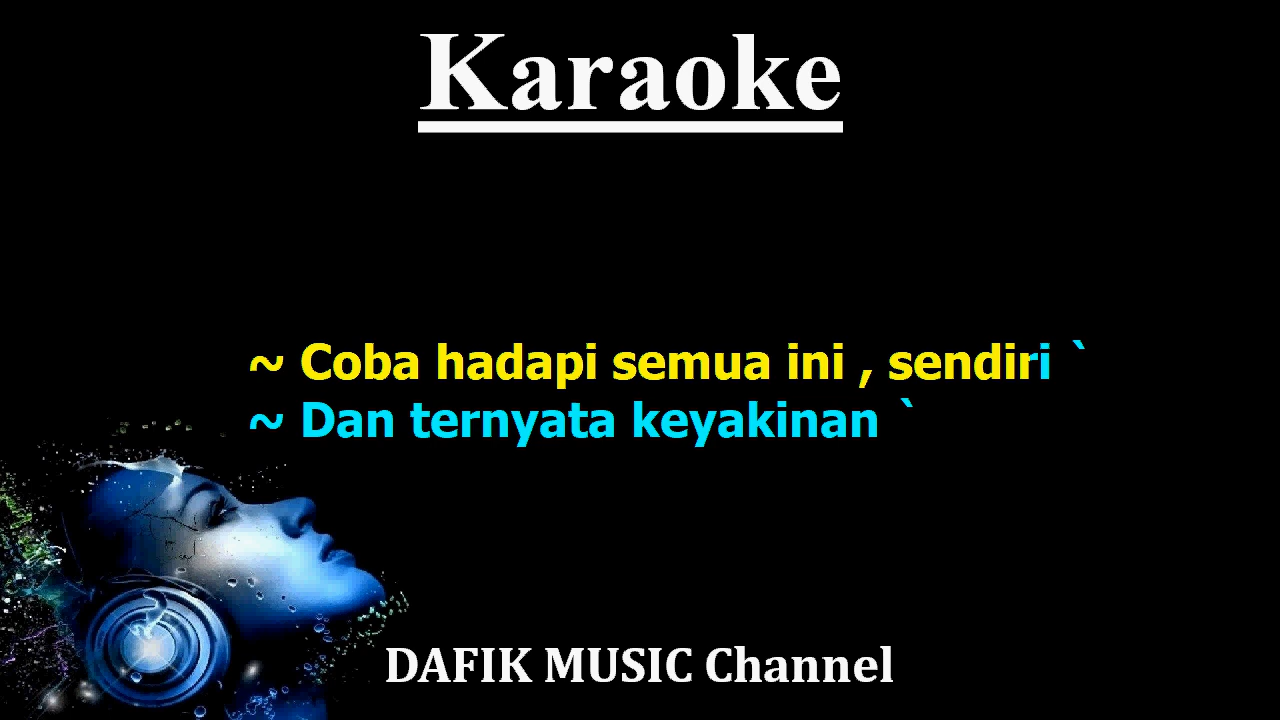 Karaoke
~ Coba hadapi semua ini , sendiri `
~ Dan ternyata keyakinan `
DAFIK MUSIC Channel